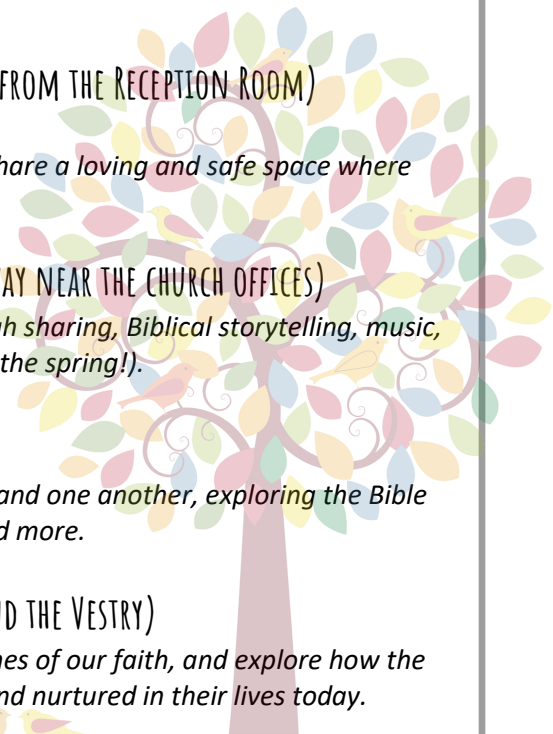 FROM THE RECEPTION ROOM)
hare a loving and safe space where
AY NEAR THE CHURCH OFFICES)
gh sharing, Biblical storytelling, music,
the spring!).
and one another, exploring the Bible
d more.
D THE VESTRY)
nes of our faith, and explore how the
nd nurtured in their lives today.